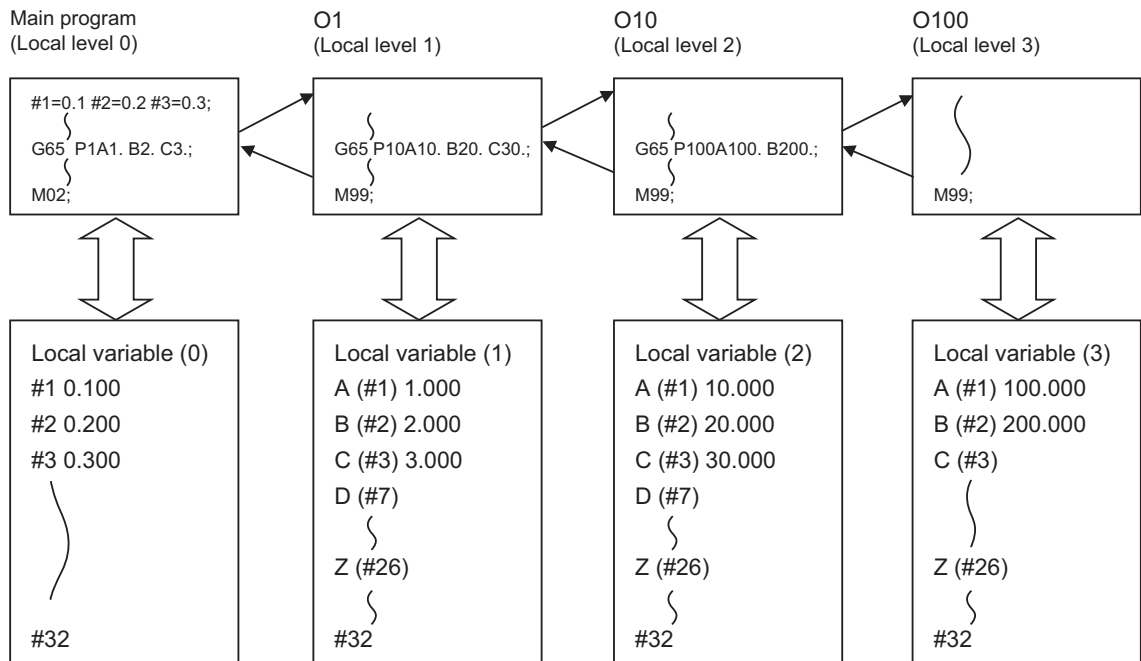 Main program
(Local level 0)
O1
(Local level 1)
O10
(Local level 2)
O100
(Local level 3)
#1=0.1 #2=0.2 #3=0.3;
G65 P1A1. B2. C3.;
M02;
G65 P10A10. B20. C30.;
M99;
G65 P100A100. B200.;
M99;
M99;
Local variable (0)
#1 0.100
#2 0.200
#3 0.300
#32
Local variable (1)
A (#1) 1.000
B (#2) 2.000
C (#3) 3.000
D (#7)
Z (#26)
#32
Local variable (2)
A (#1) 10.000
B (#2) 20.000
C (#3) 30.000
D (#7)
Z (#26)
#32
Local variable (3)
A (#1) 100.000
B (#2) 200.000
C (#3)
Z (#26)
#32